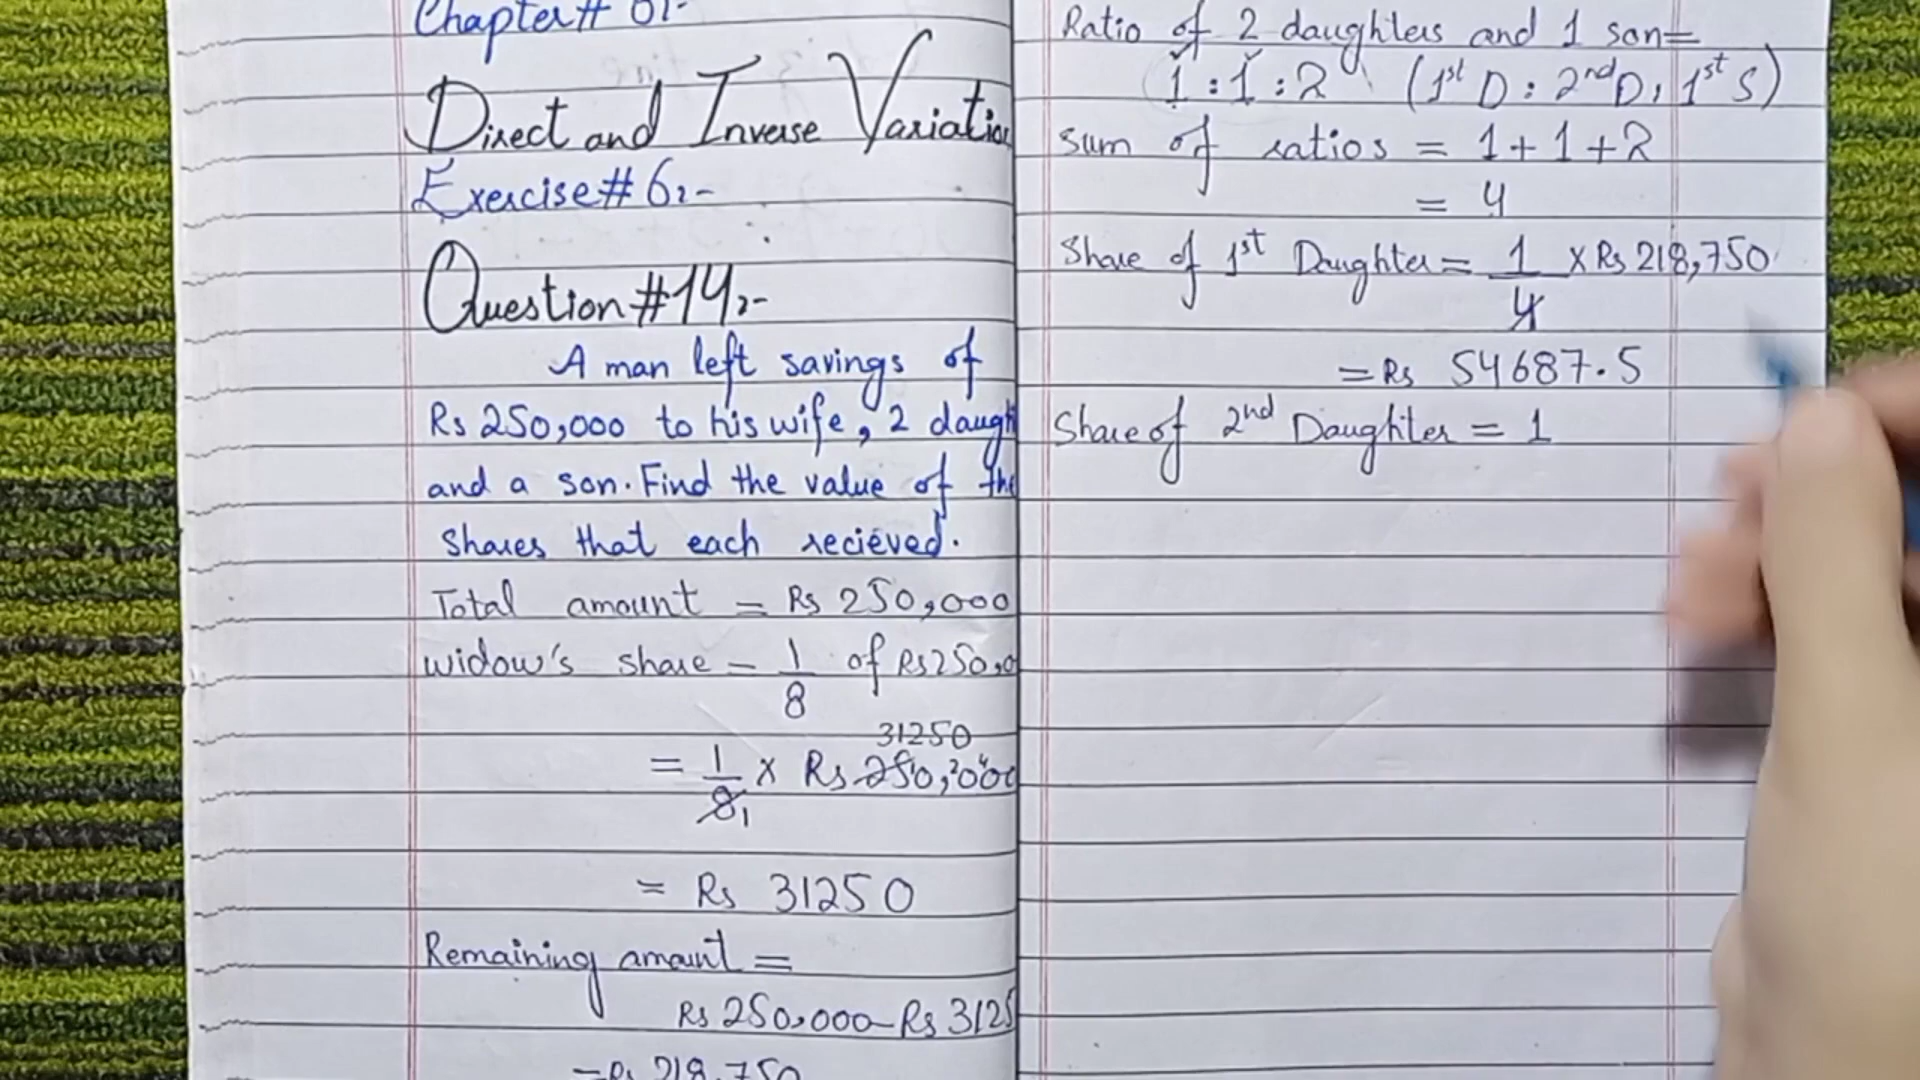 Chapter# 01-
Direct and Inverse Variation
Exercise# 6:-
Question #14:-
A man left savings of
Rs 250,000 to his wife, 2 daugh
and a son. Find the value of the
shares that each recieved.
Total amount = Rs 250,000
widow's share = 1/8 of Rs 250,0
31250
= 1/8 1 x Rs 250,000
= Rs 31250
Remaining amount =
Rs 250,000 - Rs 3125
= Rs 218,750
Ratio of 2 daughters and 1 son=
1 : 1 : 2 (1st D : 2nd D : 1st S)
Sum of ratios = 1+1+2
= 4
Share of 1st Daughter = 1/4 x Rs 218,750
= Rs 54687.5
Share of 2nd Daughter = 1